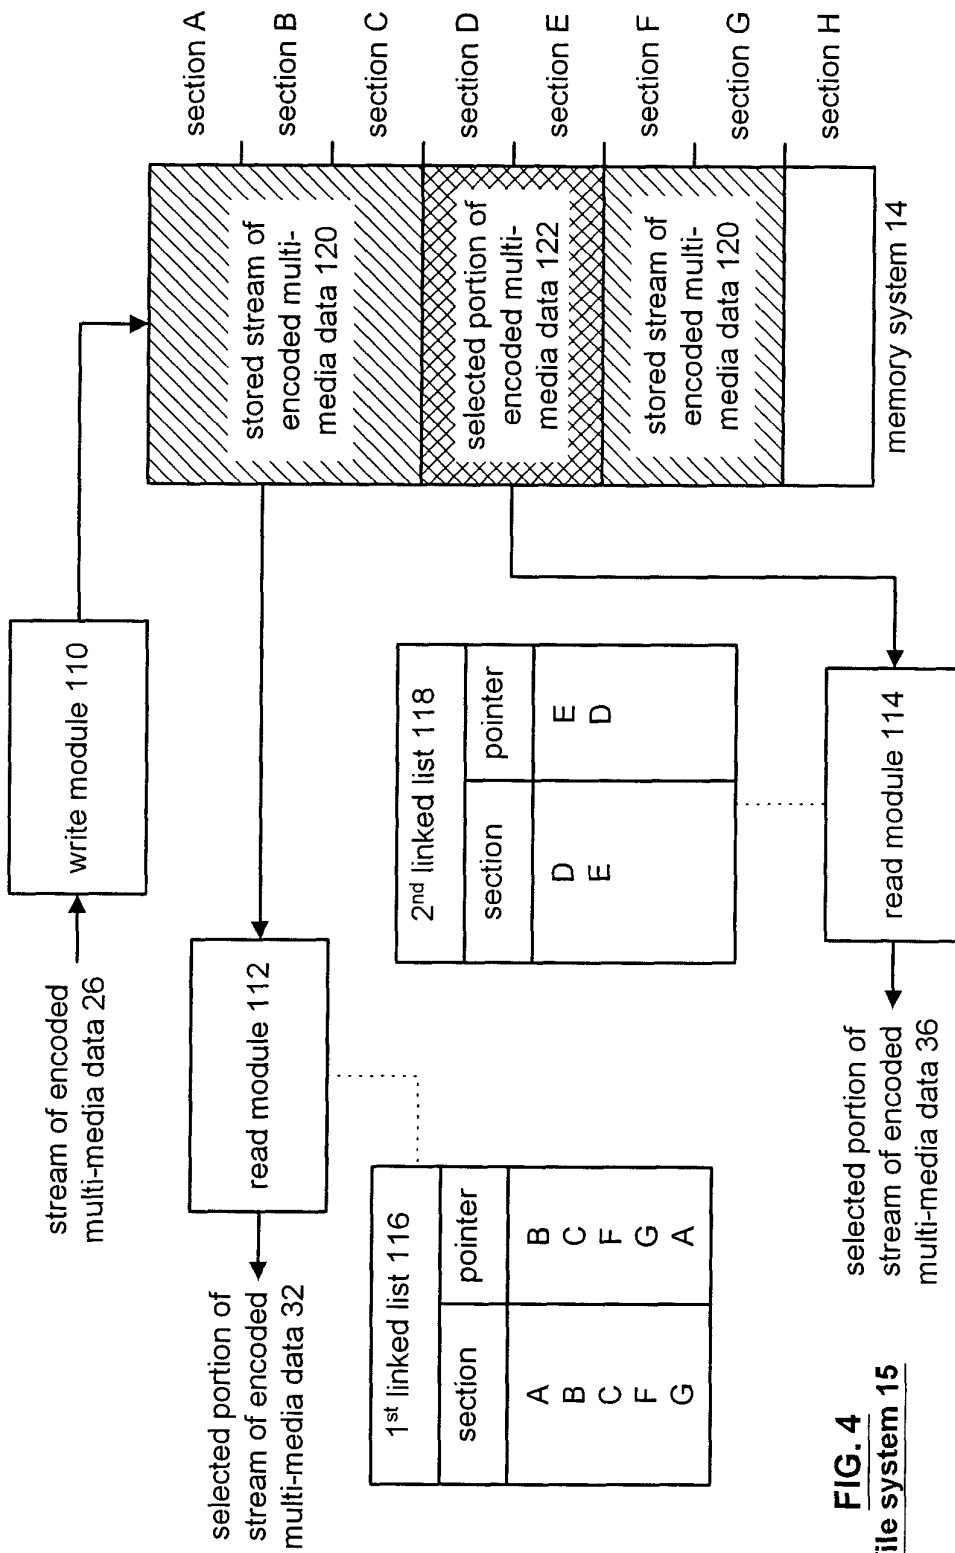 stream of encoded
multi-media data 26
write module 110
selected portion of
stream of encoded
multi-media data 32
read module 112
1st linked list 116
section pointer
A B
B C
C F
F G
G A
2nd linked list 118
section pointer
D E
E D
selected portion of
stream of encoded
multi-media data 36
read module 114
stored stream of
encoded multi-
media data 120
selected portion of
encoded multi-
media data 122
stored stream of
encoded multi-
media data 120
section A
section B
section C
section D
section E
section F
section G
section H
memory system 14
FIG. 4
ile system 15